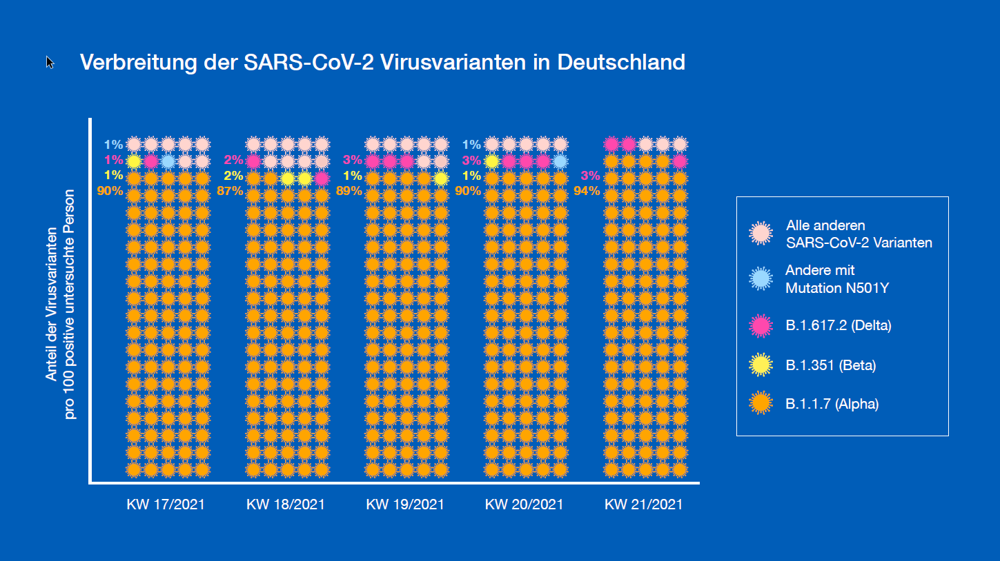 Verbreitung der SARS-CoV-2 Virusvarianten in Deutschland
Anteil der Virusvarianten
pro 100 positive untersuchte Person
1%
1%
1%
90%
2%
2%
87%
3%
1%
89%
1%
3%
1%
90%
3%
94%
KW 17/2021
KW 18/2021
KW 19/2021
KW 20/2021
KW 21/2021
Alle anderen
SARS-CoV-2 Varianten
Andere mit
Mutation N501Y
B.1.617.2 (Delta)
B.1.351 (Beta)
B.1.1.7 (Alpha)